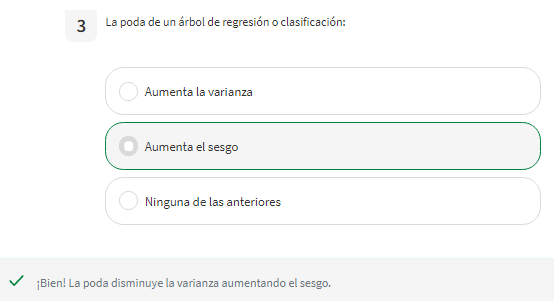 3
La poda de un árbol de regresión o clasificación:
Aumenta la varianza
Aumenta el sesgo
Ninguna de las anteriores
¡Bien! La poda disminuye la varianza aumentando el sesgo.